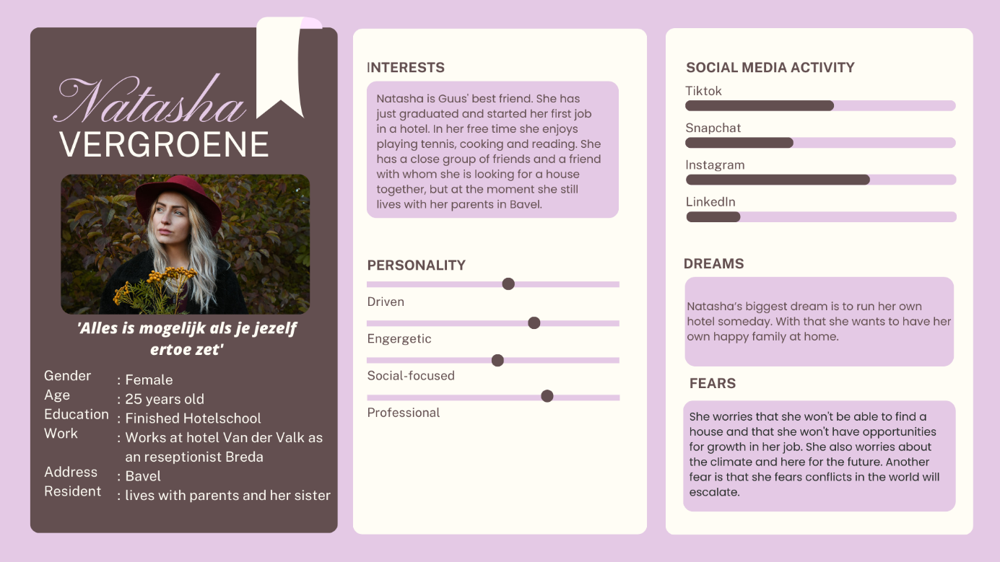 Natasha
VERGROENE
'Alles is mogelijk als je jezelf
ertoe zet'
Gender : Female
Age : 25 years old
Education : Finished Hotelschool
Work : Works at hotel Van der Valk as
an reseptionist Breda
Address : Bavel
Resident : lives with parents and her sister
INTERESTS
Natasha is Guus' best friend. She has
just graduated and started her first job
in a hotel. In her free time she enjoys
playing tennis, cooking and reading. She
has a close group of friends and a friend
with whom she is looking for a house
together, but at the moment she still
lives with her parents in Bavel.
PERSONALITY
Driven
Engergetic
Social-focused
Professional
SOCIAL MEDIA ACTIVITY
Tiktok
Snapchat
Instagram
LinkedIn
DREAMS
Natasha's biggest dream is to run her own
hotel someday. With that she wants to have her
own happy family at home.
FEARS
She worries that she won't be able to find a
house and that she won't have opportunities
for growth in her job. She also worries about
the climate and here for the future. Another
fear is that she fears conflicts in the world will
escalate.